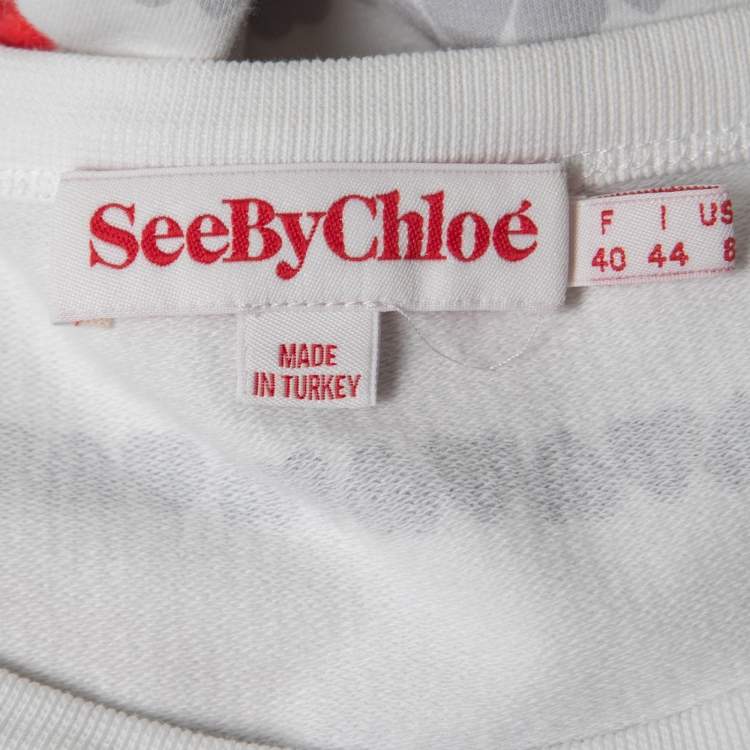 SeeByChloé
F I US
40 44 8
MADE
IN TURKEY